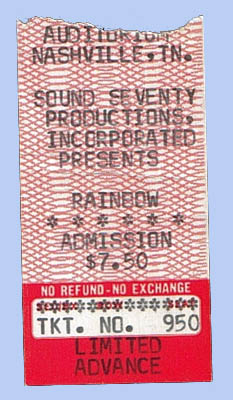 AUDITORIUM
NASHVILLE,TN.
SOUND SEVENTY
PRODUCTIONS,
INCORPORATED
PRESENTS
RAINBOW
* * * * * *
ADMISSION
$7.50
NO REFUND-NO EXCHANGE
TKT. NO. 950
LIMITED
ADVANCE